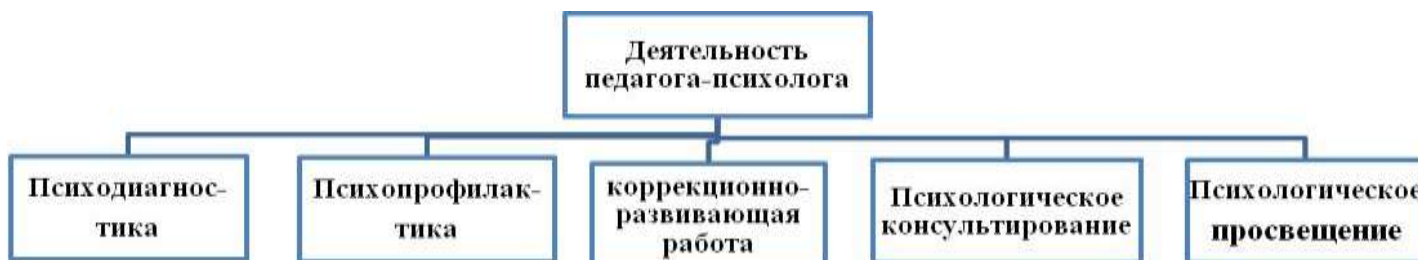 Деятельность
педагога-психолога
Психодиагнос-
тика
Психопрофилак-
тика
коррекционно-
развивающая
работа
Психологическое
консультирование
Психологическое
просвещение